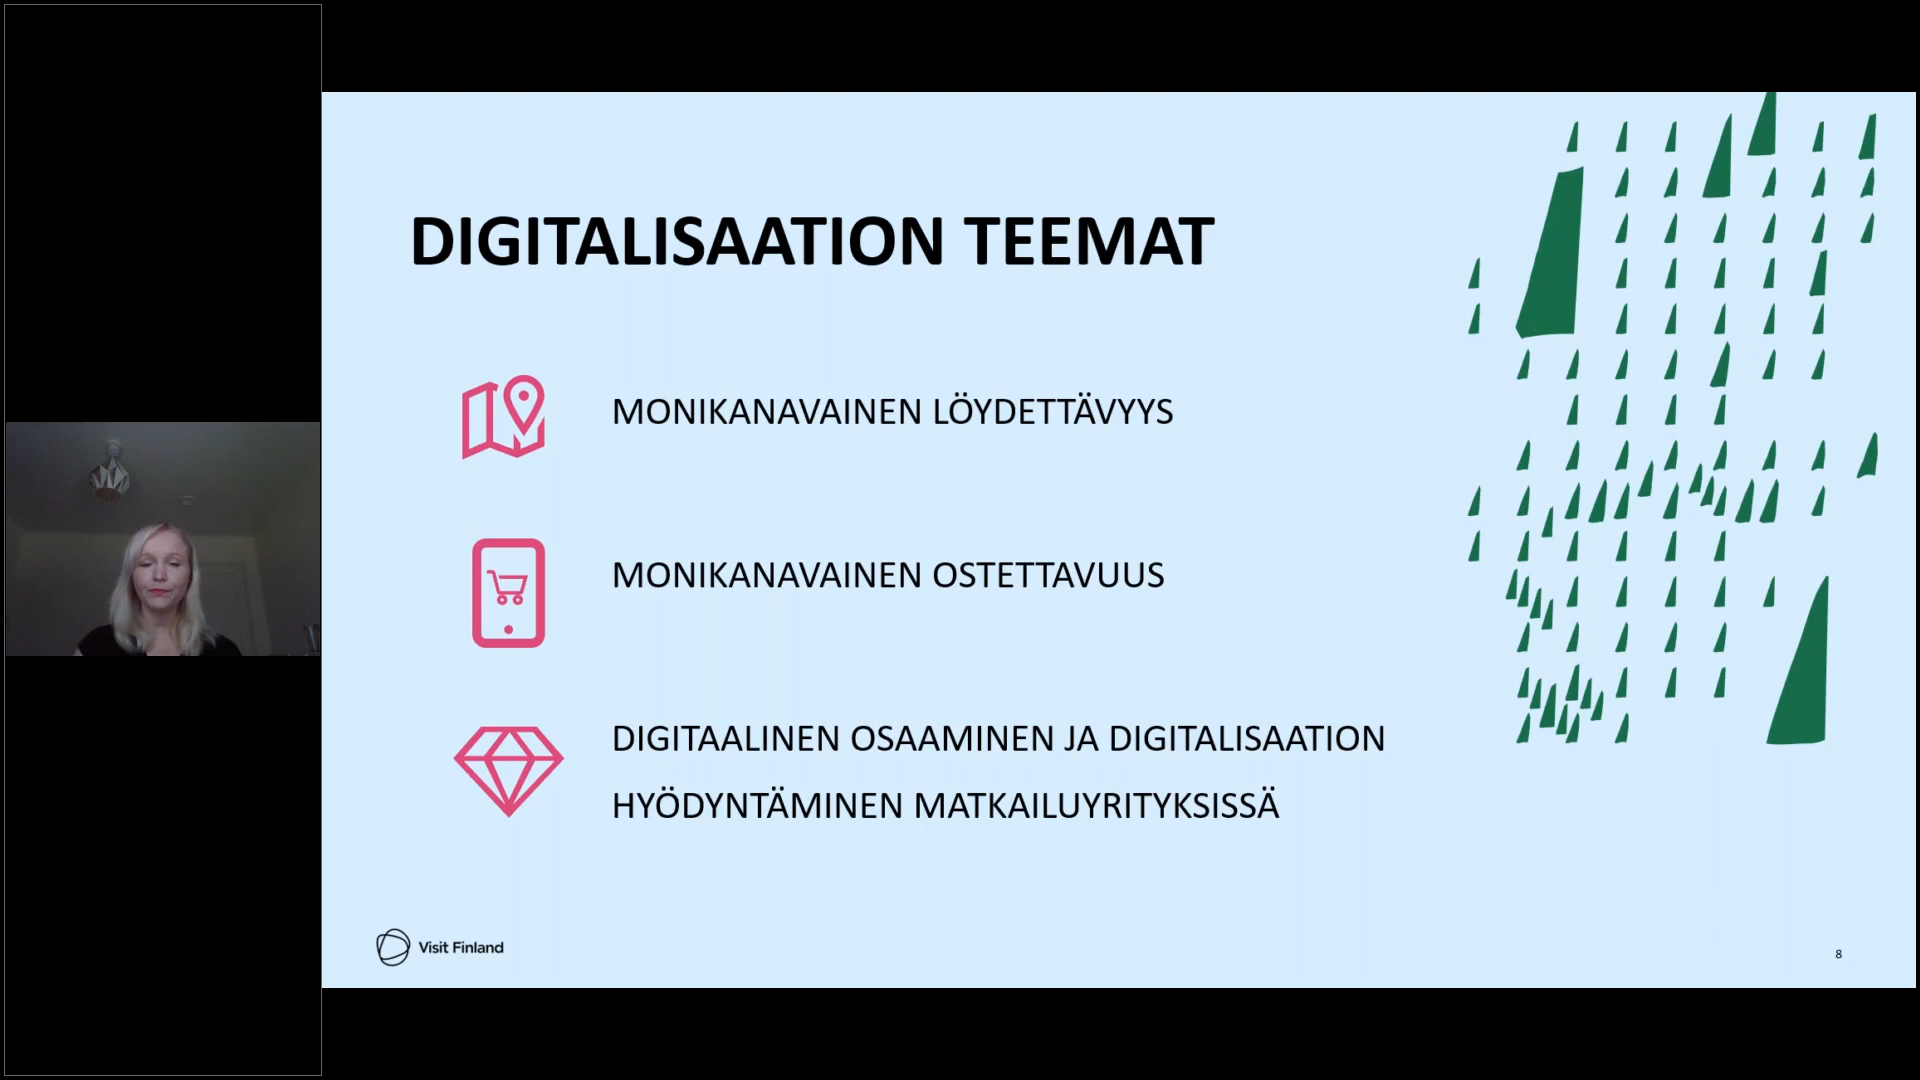 DIGITALISAATION TEEMAT
MONIKANAVAINEN LÖYDETTÄVYYS
MONIKANAVAINEN OSTETTAVUUS
DIGITAALINEN OSAAMINEN JA DIGITALISAATION
HYÖDYNTÄMINEN MATKAILUYRITYKSISSÄ
Visit Finland
8